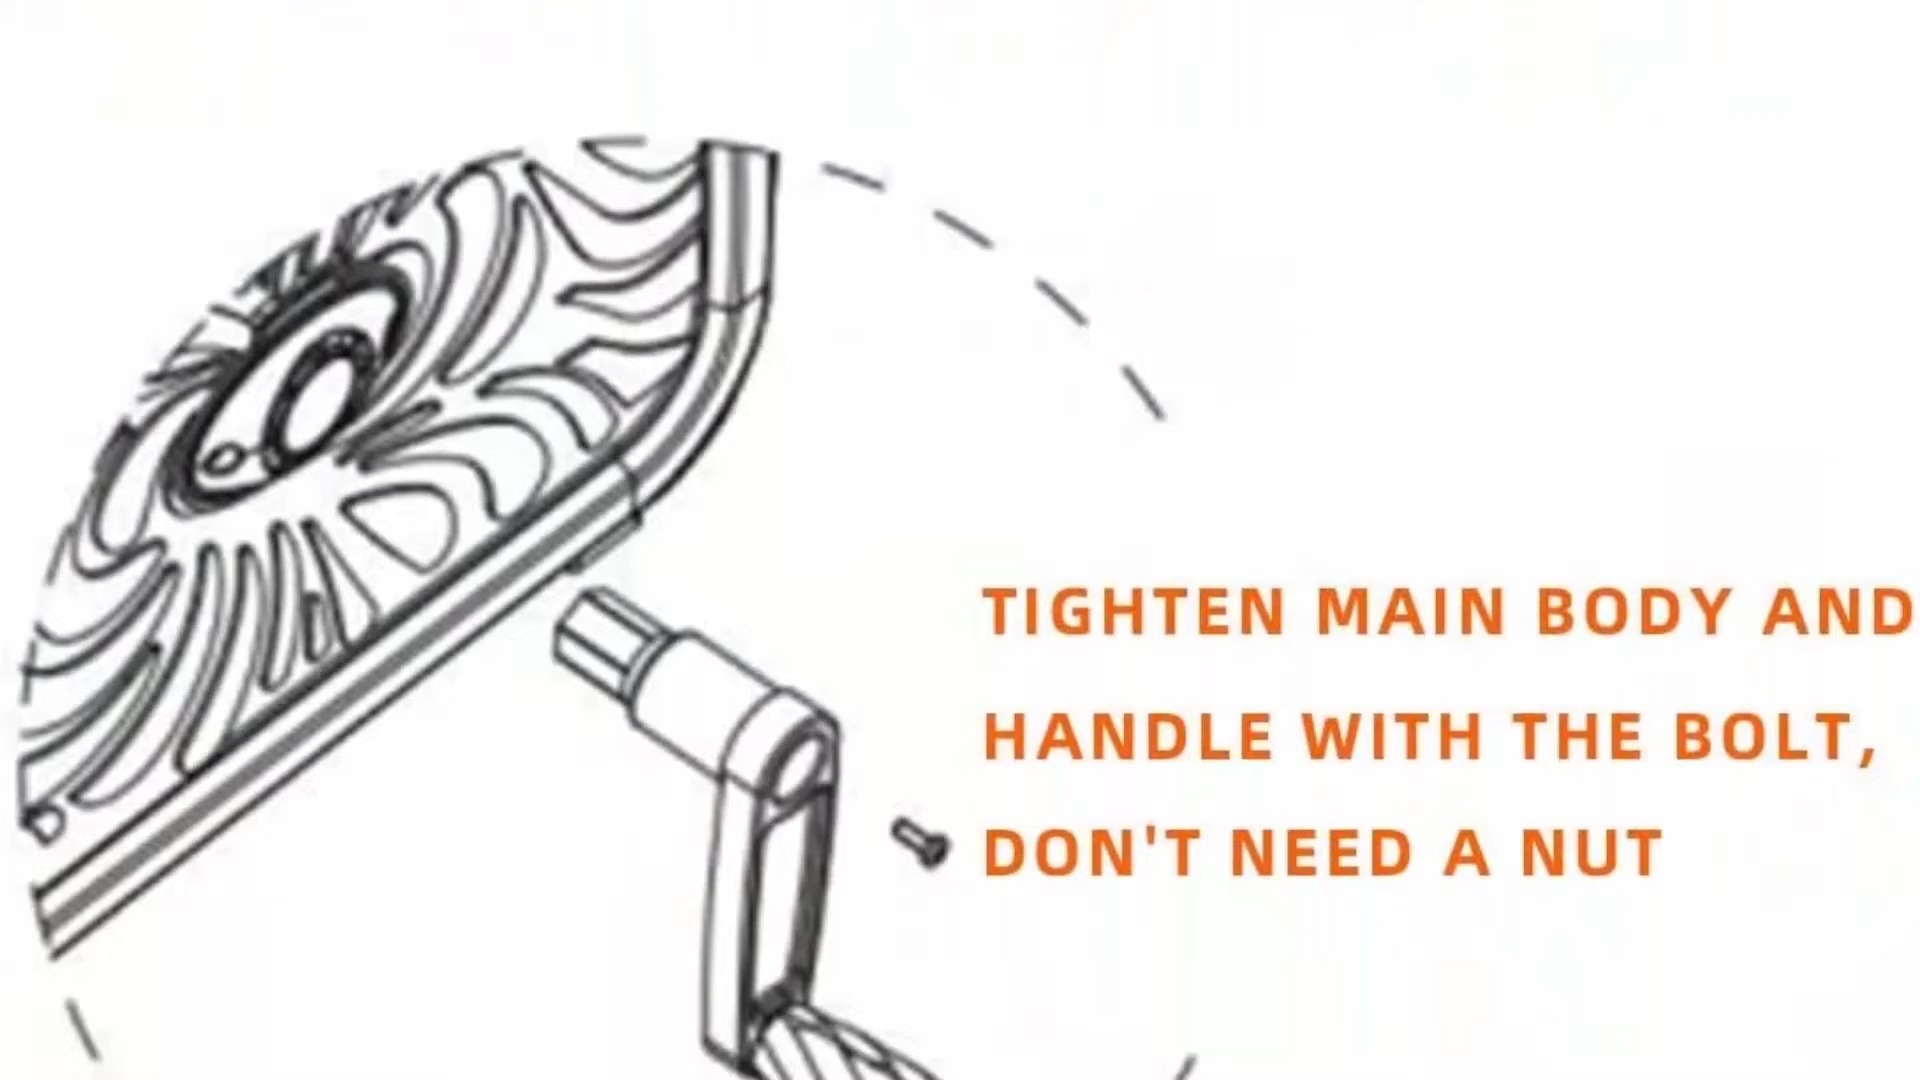 TIGHTEN MAIN BODY AND
HANDLE WITH THE BOLT,
DON'T NEED A NUT